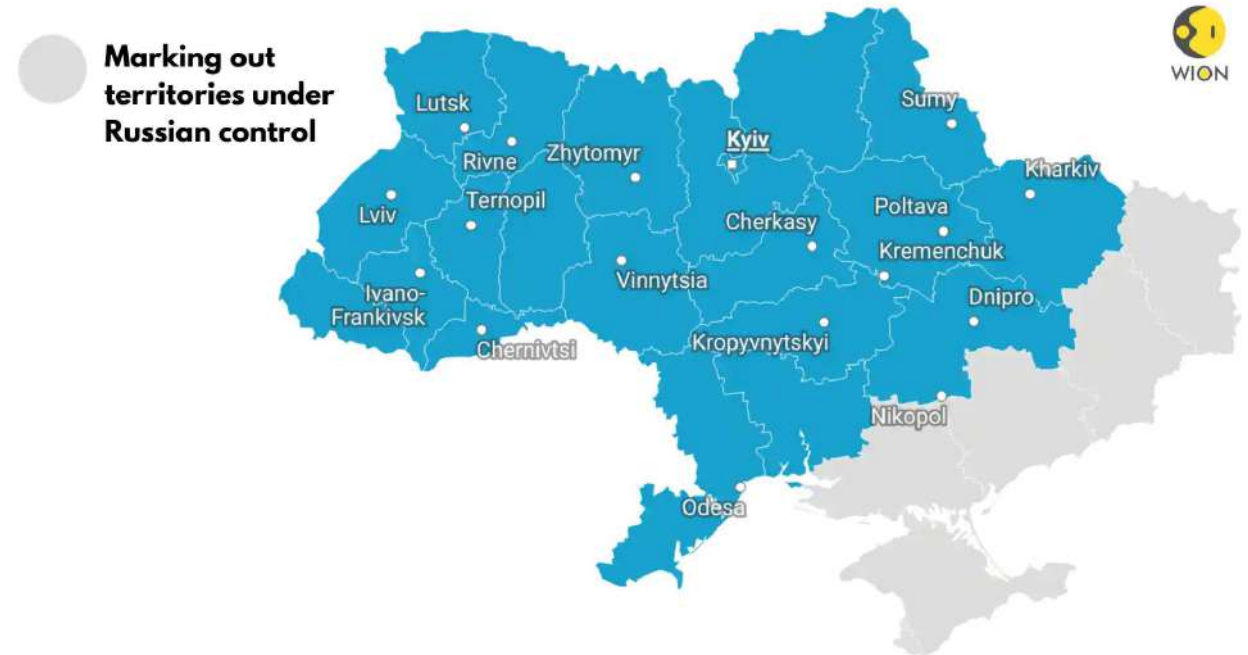 Marking out
territories under
Russian control
WION
Lutsk
Sumy
Kyiv
Rivne
Zhytomyr
Kharkiv
Lviv
Ternopil
Cherkasy
Poltava
Kremenchuk
Vinnytsia
Ivano-
Frankivsk
Dnipro
Chernivtsi
Kropyvnytskyi
Nikopol
Odesa